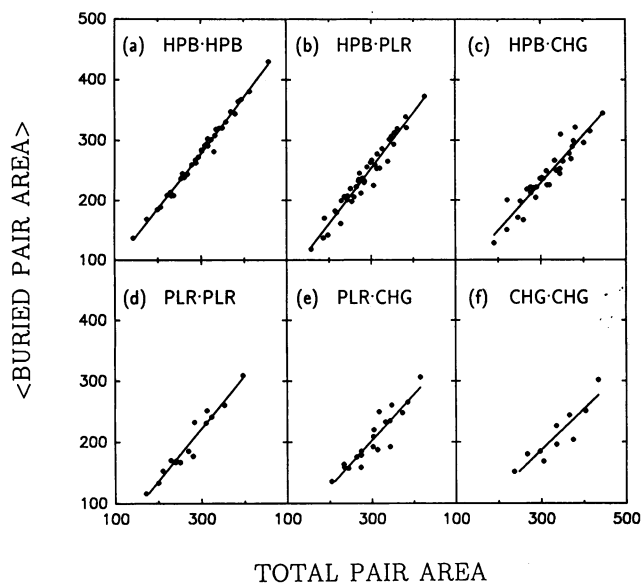 <BURIED PAIR AREA>
500
400
300
200
100
(a) HPB·HPB
(b) HPB·PLR
(c) HPB·CHG
400
300
200
100
(d) PLR·PLR
(e) PLR·CHG
(f) CHG·CHG
100 300 100 300 100 300 500
TOTAL PAIR AREA